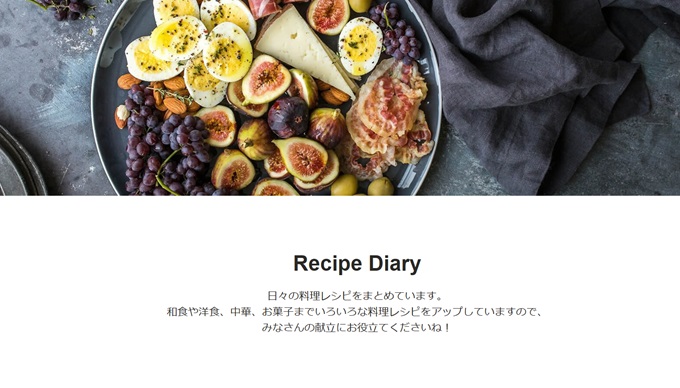 Recipe Diary
日々の料理レシピをまとめています。
和食や洋食、中華、お菓子までいろいろな料理レシピをアップしていますので、
みなさんの献立にお役立てくださいね！